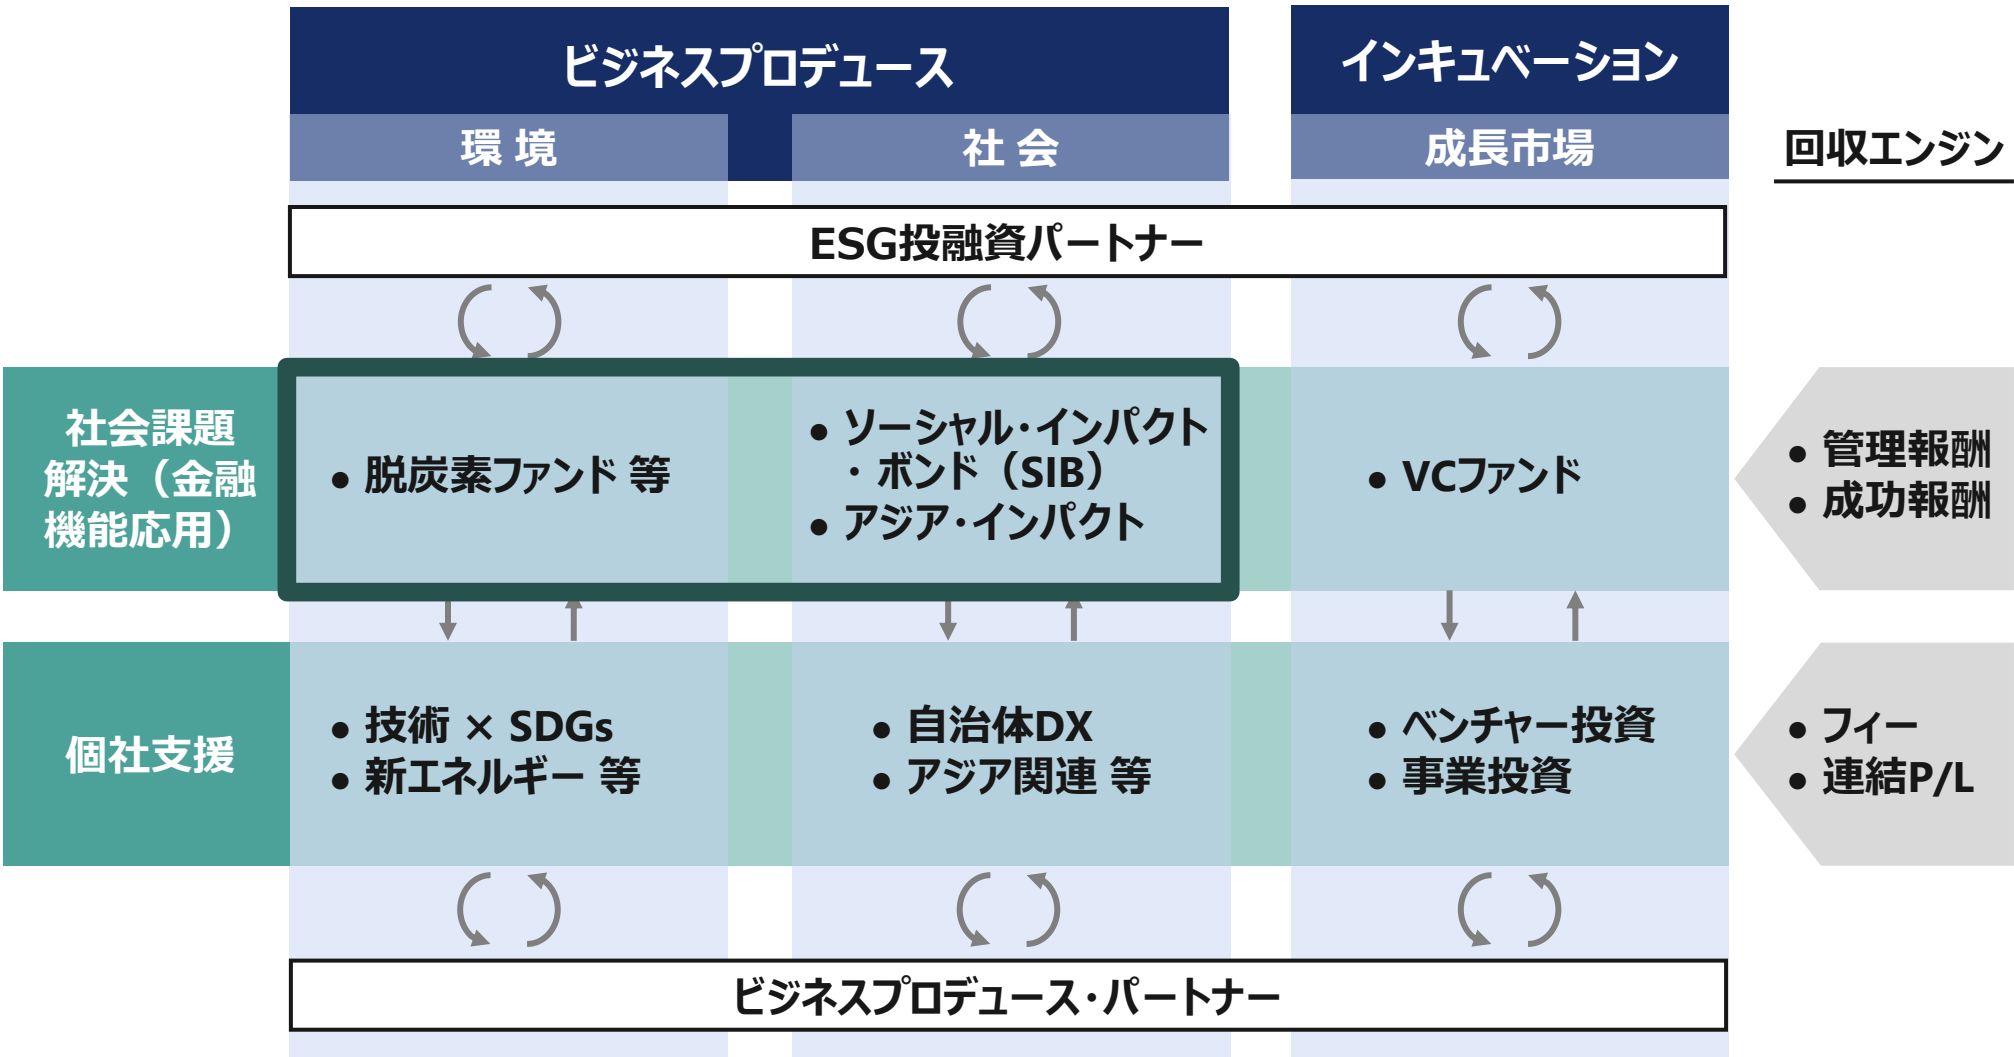 ビジネスプロデュース
インキュベーション
環 境
社 会
成長市場
回収エンジン
ESG投融資パートナー
社会課題
解決（金融
機能応用）
● 脱炭素ファンド 等
● ソーシャル・インパクト
・ボンド（SIB）
● アジア・インパクト
● VCファンド
● 管理報酬
● 成功報酬
個社支援
● 技術 × SDGs
● 新エネルギー 等
● 自治体DX
● アジア関連 等
● ベンチャー投資
● 事業投資
● フィー
● 連結P/L
ビジネスプロデュース・パートナー